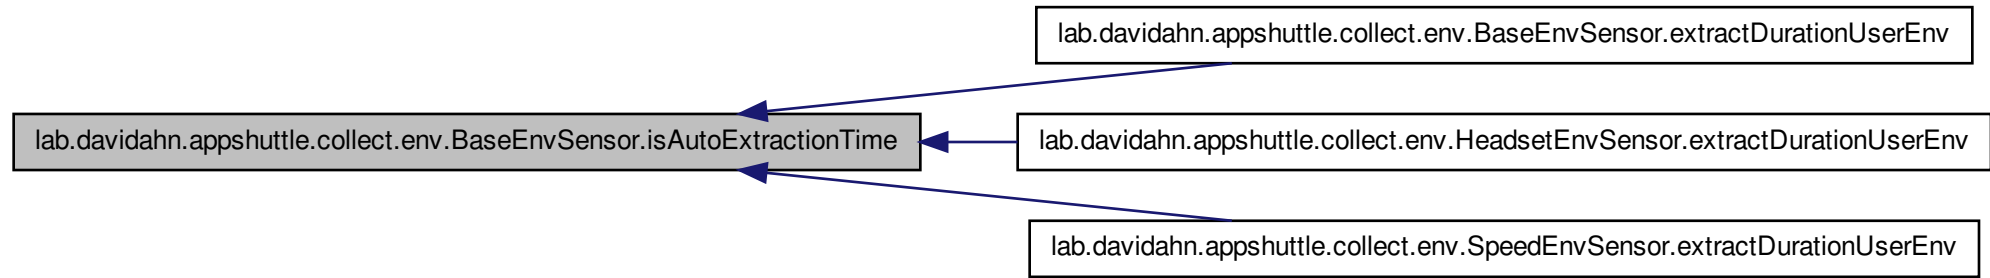 lab.davidahn.appshuttle.collect.env.BaseEnvSensor.extractDurationUserEnv
lab.davidahn.appshuttle.collect.env.BaseEnvSensor.isAutoExtractionTime
lab.davidahn.appshuttle.collect.env.HeadsetEnvSensor.extractDurationUserEnv
lab.davidahn.appshuttle.collect.env.SpeedEnvSensor.extractDurationUserEnv